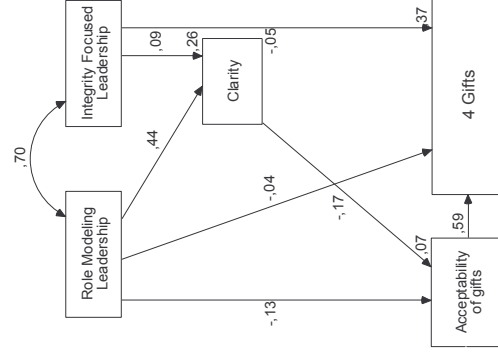 ,70
Integrity Focused
Leadership
Role Modeling
Leadership
,09
,26
Clarity
,44
-,05
-,04
-,17
-,13
,37
4 Gifts
,07
,59
Acceptability
of gifts